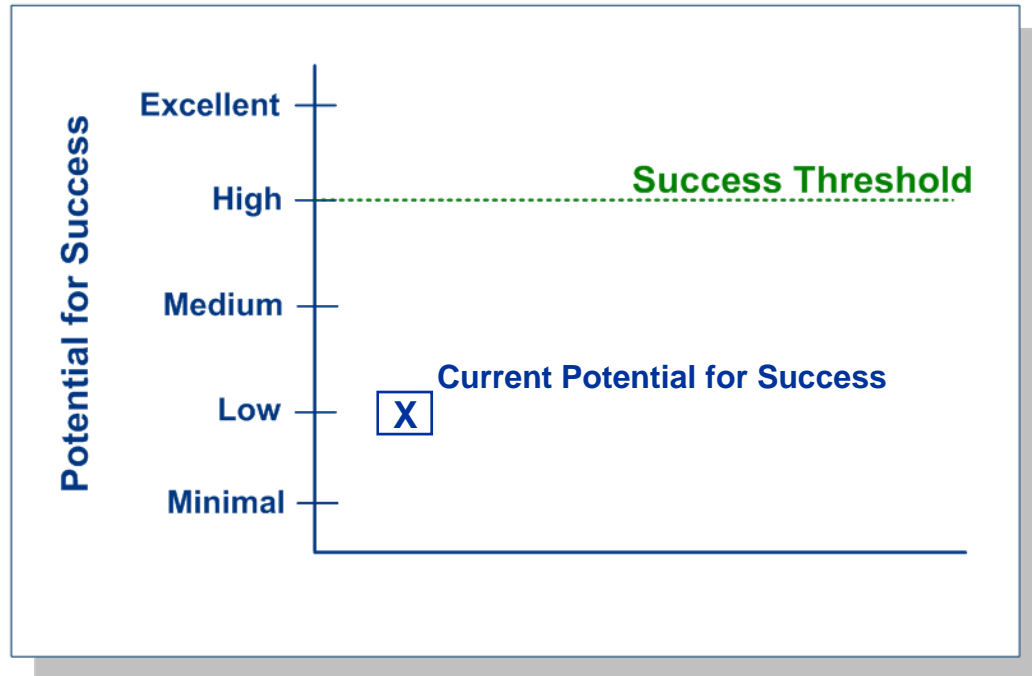 Potential for Success
Excellent
High
Success Threshold
Medium
Current Potential for Success
Low
X
Minimal